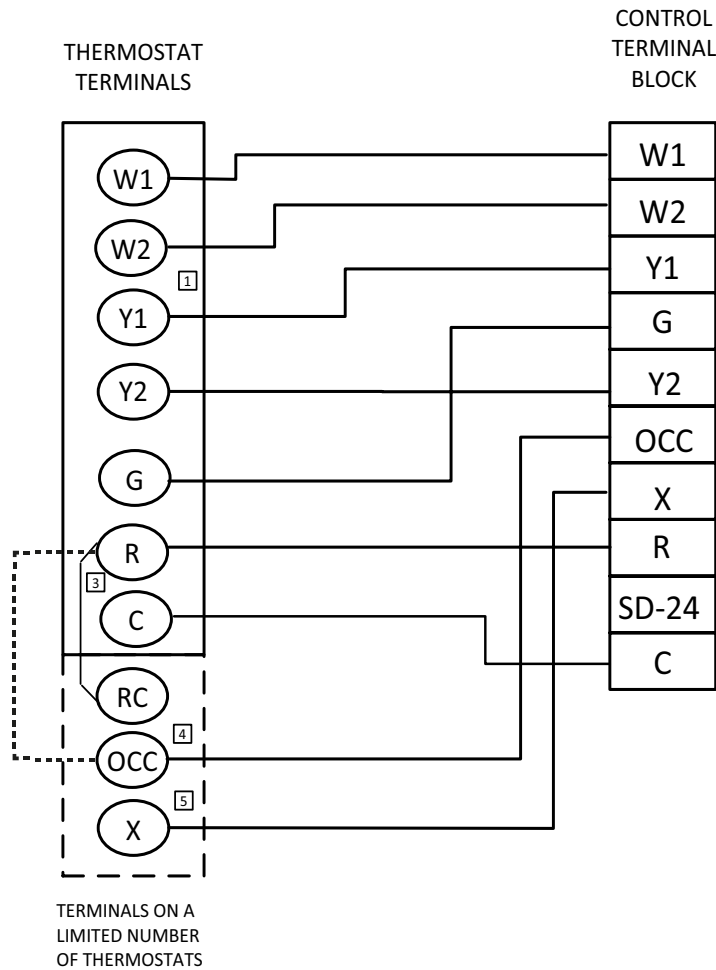 THERMOSTAT
TERMINALS
W1
W2
1
Y1
Y2
G
R
3
C
RC
4
OCC
5
X
TERMINALS ON A
LIMITED NUMBER
OF THERMOSTATS
CONTROL
TERMINAL
BLOCK
W1
W2
Y1
G
Y2
OCC
X
R
SD-24
C